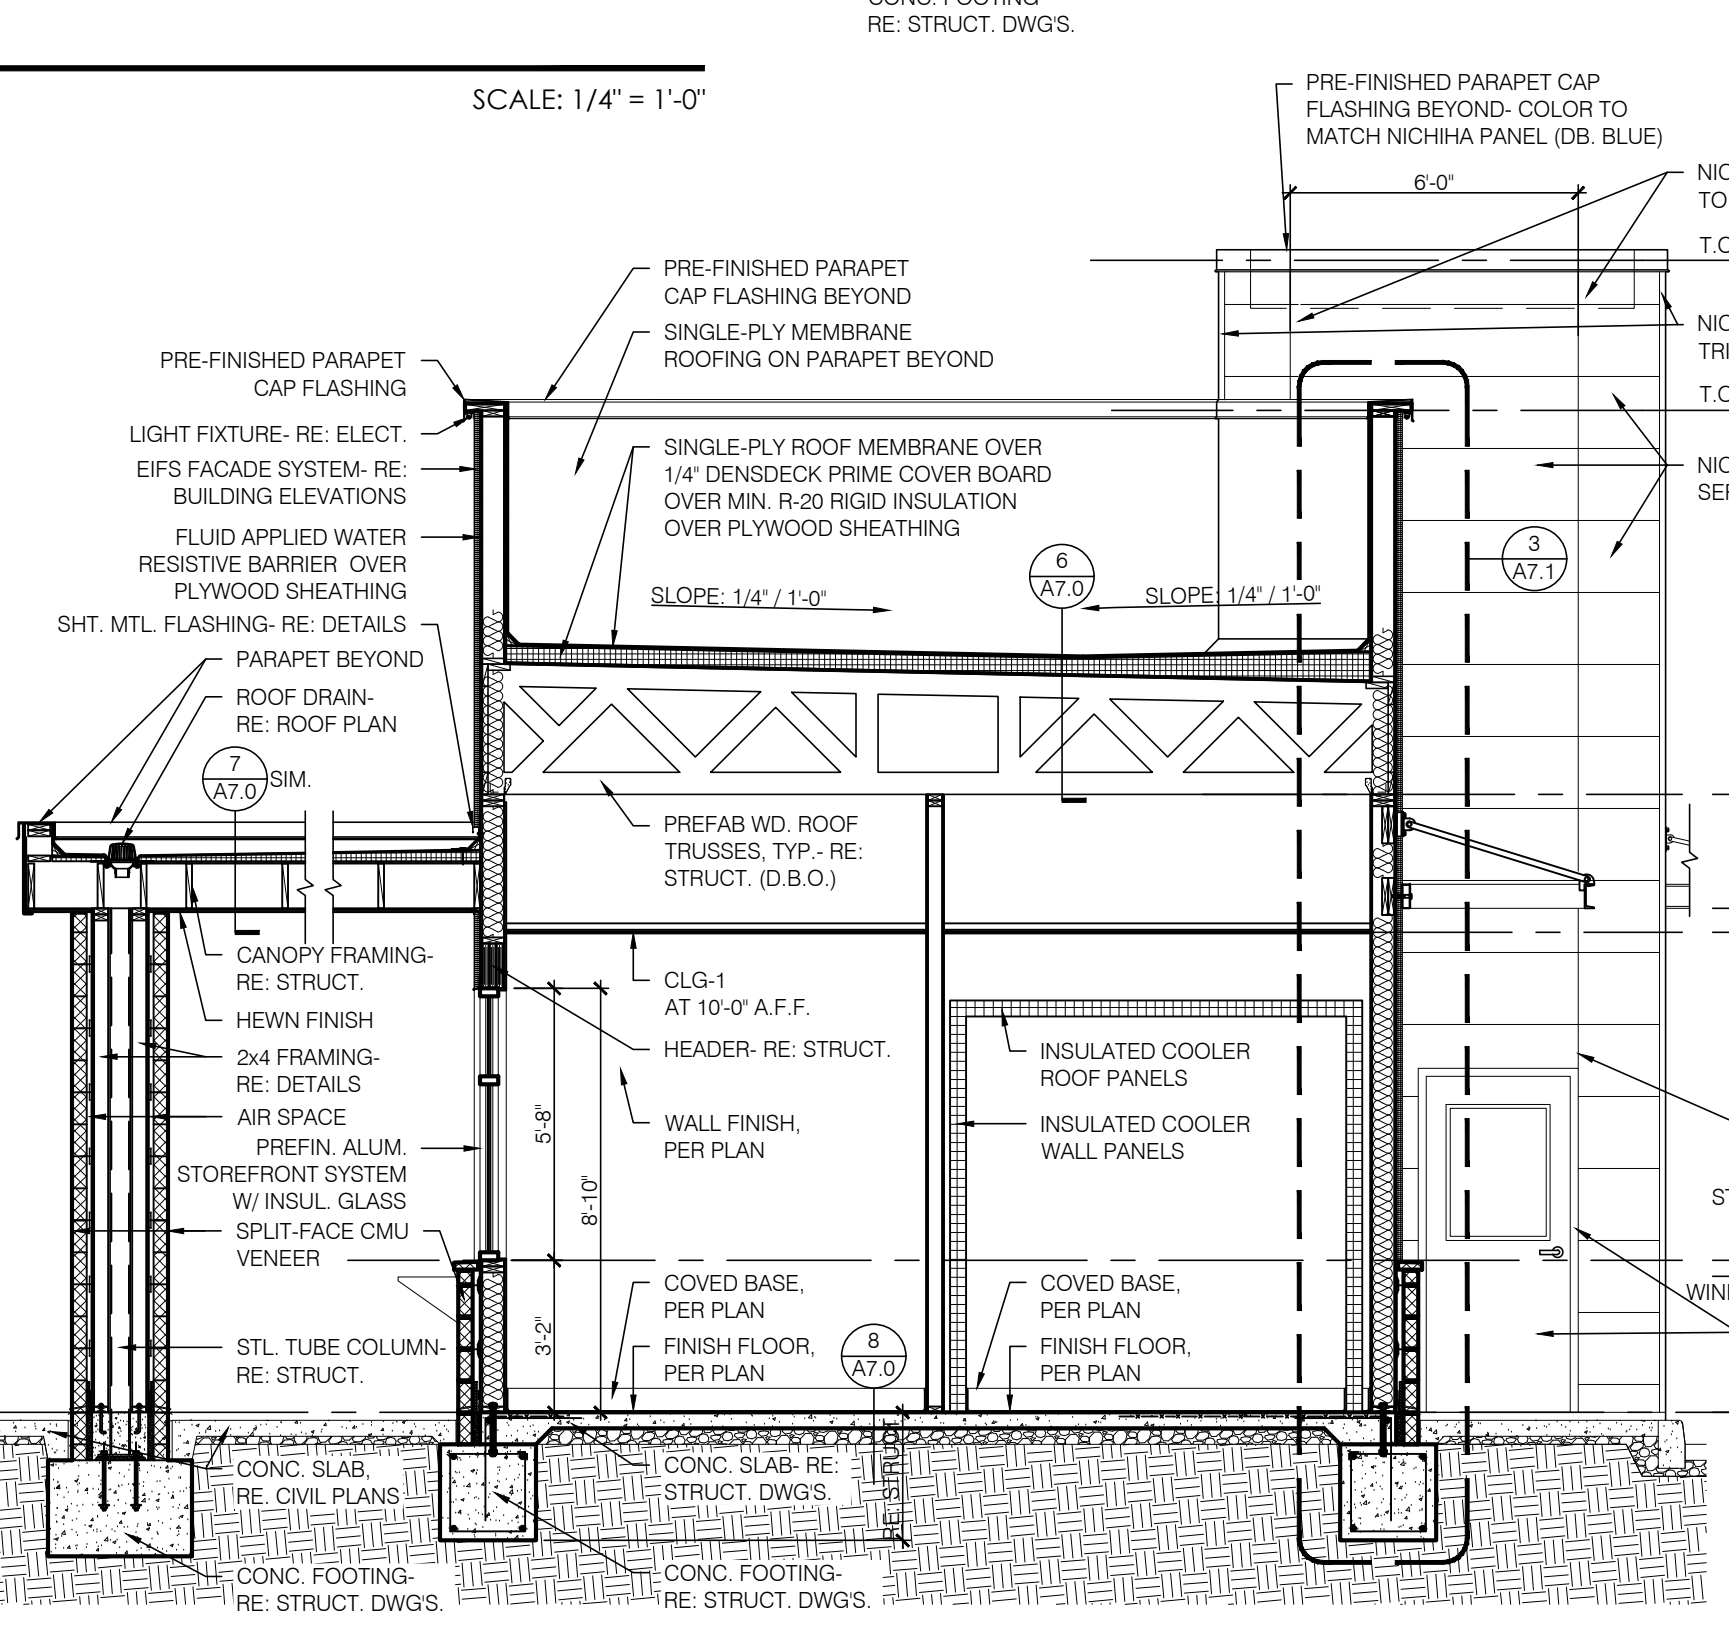 RE: STRUCT. DWG'S.
SCALE: 1/4" = 1'-0"
PRE-FINISHED PARAPET CAP
FLASHING BEYOND- COLOR TO
MATCH NICHIHA PANEL (DB. BLUE)
6'-0"
NIC
TO
T.O
PRE-FINISHED PARAPET
CAP FLASHING BEYOND
SINGLE-PLY MEMBRANE
ROOFING ON PARAPET BEYOND
NIC
TRI
T.O
PRE-FINISHED PARAPET
CAP FLASHING
LIGHT FIXTURE- RE: ELECT.
EIFS FACADE SYSTEM- RE:
BUILDING ELEVATIONS
FLUID APPLIED WATER
RESISTIVE BARRIER OVER
PLYWOOD SHEATHING
SHT. MTL. FLASHING- RE: DETAILS
SINGLE-PLY ROOF MEMBRANE OVER
1/4" DENSDECK PRIME COVER BOARD
OVER MIN. R-20 RIGID INSULATION
OVER PLYWOOD SHEATHING
NIC
SER
3
A7.1
6
A7.0
SLOPE: 1/4" / 1'-0"
SLOPE: 1/4" / 1'-0"
PARAPET BEYOND
ROOF DRAIN-
RE: ROOF PLAN
7
A7.0
SIM.
PREFAB WD. ROOF
TRUSSES, TYP.- RE:
STRUCT. (D.B.O.)
CANOPY FRAMING-
RE: STRUCT.
HEWN FINISH
2x4 FRAMING-
RE: DETAILS
AIR SPACE
PREFIN. ALUM.
STOREFRONT SYSTEM
W/ INSUL. GLASS
SPLIT-FACE CMU
VENEER
STL. TUBE COLUMN-
RE: STRUCT.
CLG-1
AT 10'-0" A.F.F.
HEADER- RE: STRUCT.
WALL FINISH,
PER PLAN
5'-8"
8'-10"
3'-2"
INSULATED COOLER
ROOF PANELS
INSULATED COOLER
WALL PANELS
ST
WIN
COVED BASE,
PER PLAN
FINISH FLOOR,
PER PLAN
8
A7.0
COVED BASE,
PER PLAN
FINISH FLOOR,
PER PLAN
CONC. SLAB,
RE. CIVIL PLANS
CONC. SLAB- RE:
STRUCT. DWG'S.
RE: STRUCT
CONC. FOOTING-
RE: STRUCT. DWG'S.
CONC. FOOTING-
RE: STRUCT. DWG'S.